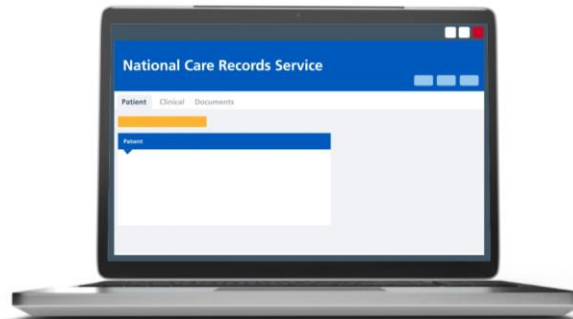 National Care Records Service
Patient Clinical Documents
Patient